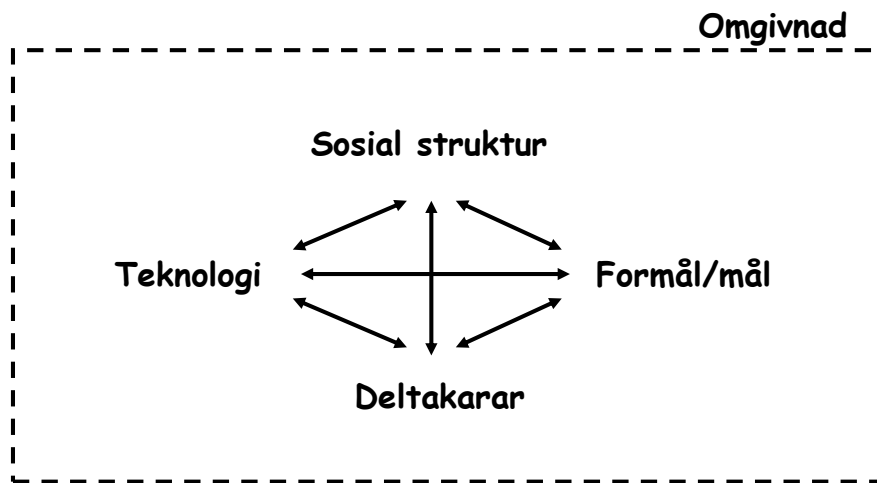 Omgivnad
Sosial struktur
Teknologi
Formål/mål
Deltakarar